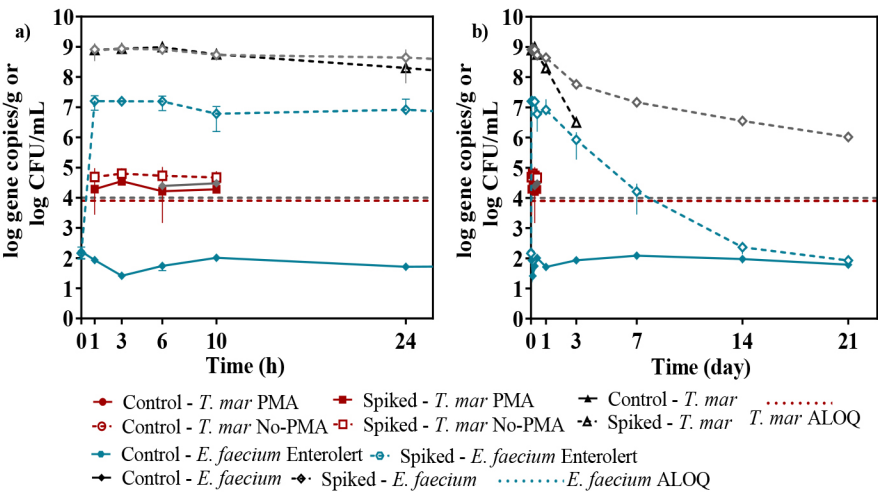 a)
log gene copies/g or
log CFU/mL
10
9
8
7
6
5
4
3
2
1
0
0 1 3 6 10 24
Time (h)
b)
log gene copies/g or
log CFU/mL
10
9
8
7
6
5
4
3
2
1
0
0 1 3 7 14 21
Time (day)
Control - T. mar PMA Spiked - T. mar PMA Control - T. mar
Control - T. mar No-PMA Spiked - T. mar No-PMA Spiked - T. mar T. mar ALOQ
Control - E. faecium Enterolert Spiked - E. faecium Enterolert
Control - E. faecium Spiked - E. faecium E. faecium ALOQ